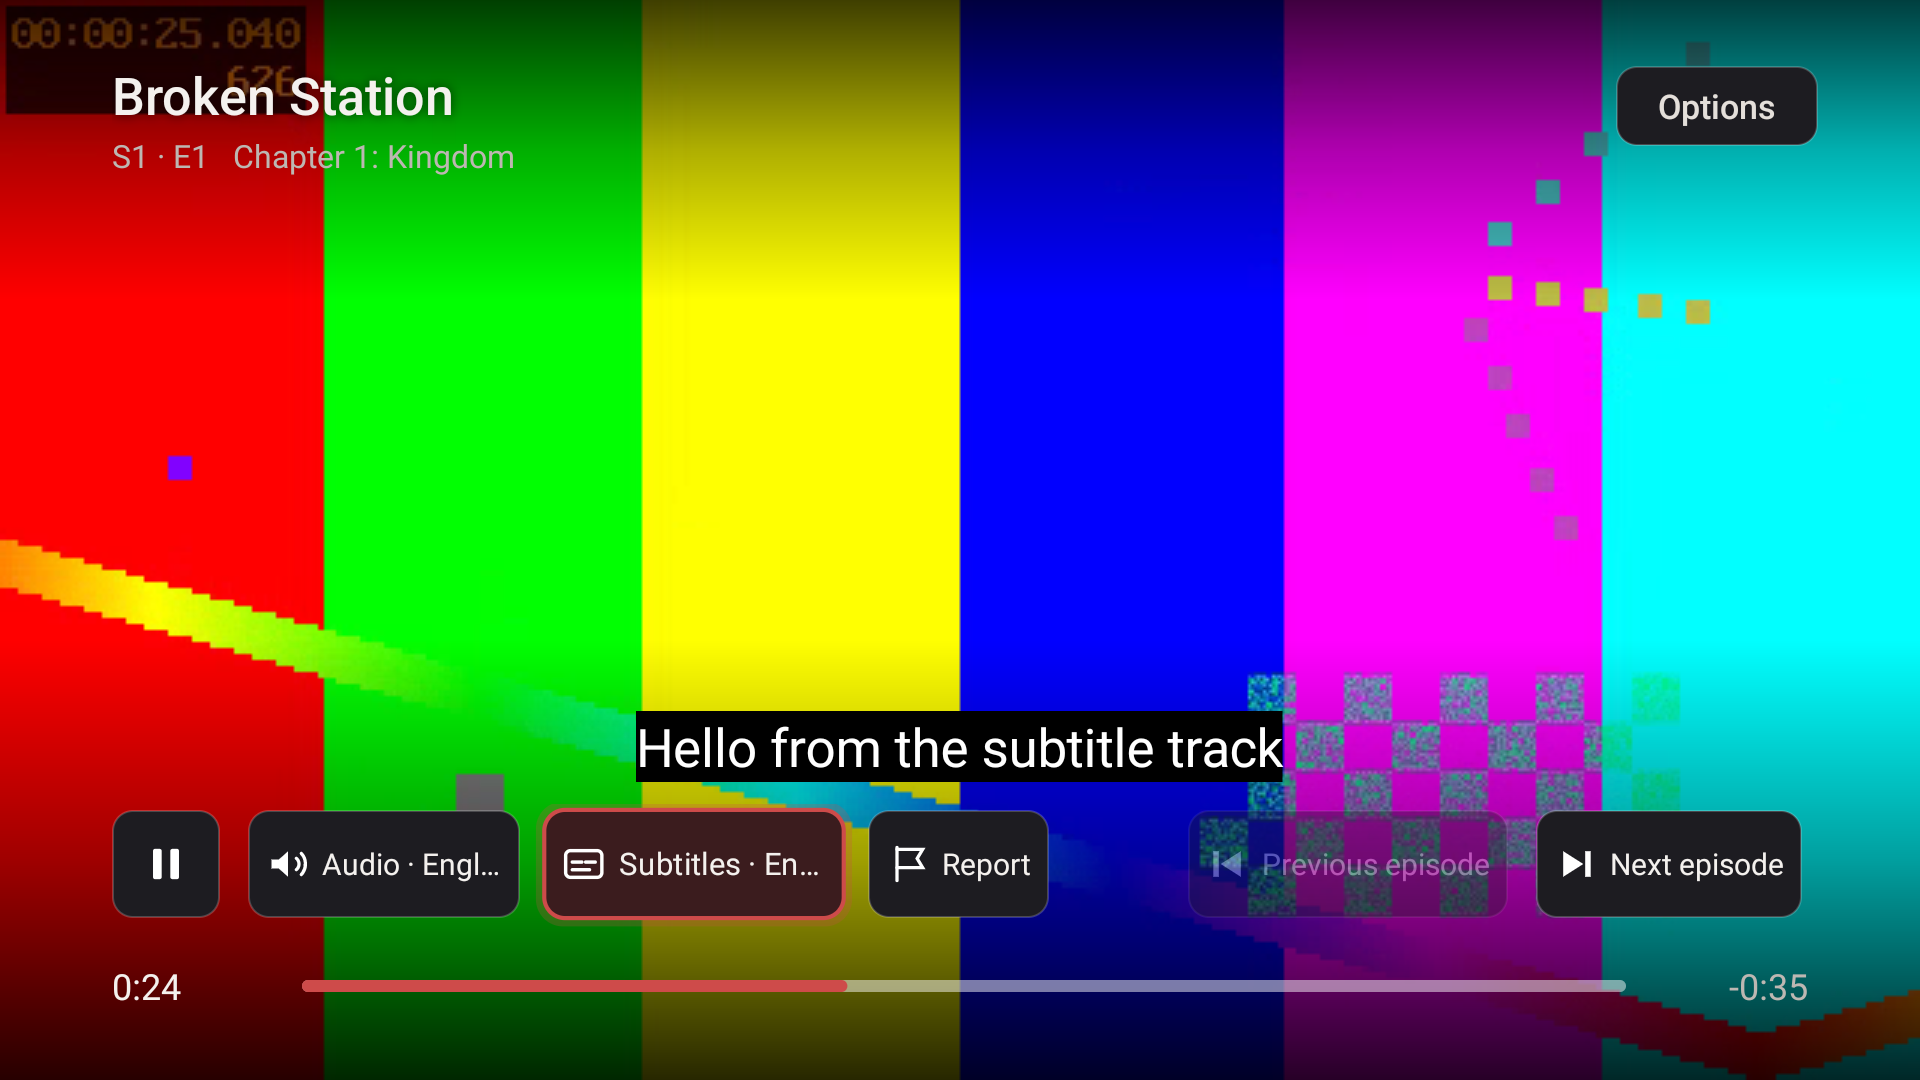 00:00:25.040
626
Broken Station
S1 · E1 Chapter 1: Kingdom
Options
Hello from the subtitle track
Audio · Engl...
Subtitles · En...
Report
Previous episode
Next episode
0:24
-0:35